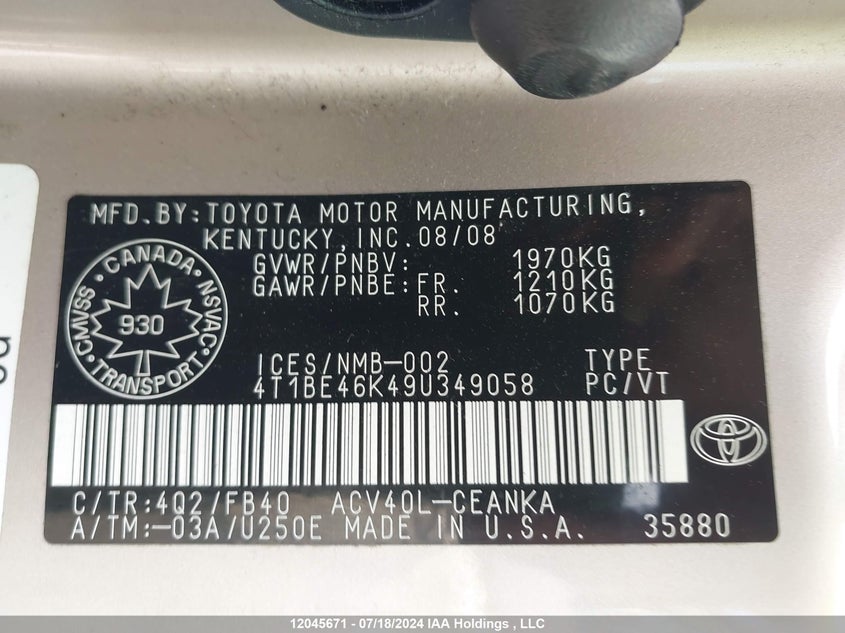 MFD.BY:TOYOTA MOTOR MANUFACTURING,
KENTUCKY,INC.08/08
GVWR/PNBV: 1970KG
GAWR/PNBE:FR. 1210KG
RR. 1070KG
CANADA
CMVSS
NSVAC
930
TRANSPORT
ICES/NMB-002 TYPE
4T1BE46K49U349058 PC/VT
C/TR:4Q2/FB40 ACV40L-CEANKA
A/TM:-03A/U250E MADE IN U.S.A. 35880
12045671 - 07/18/2024 IAA Holdings , LLC